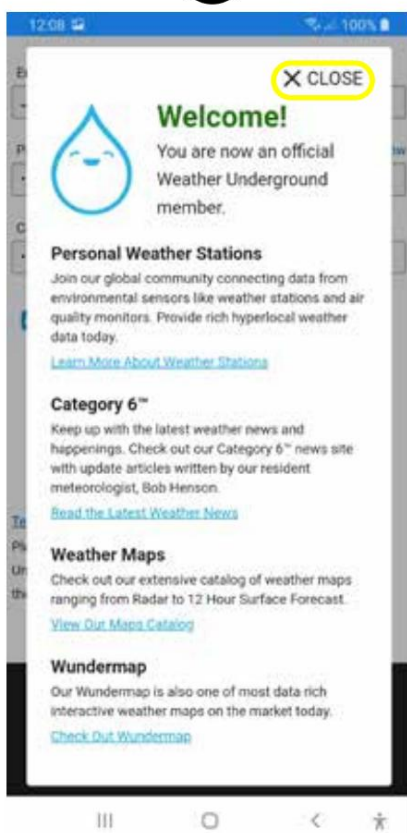 12:08
100%
X CLOSE
Welcome!
You are now an official
Weather Underground
member.
Personal Weather Stations
Join our global community connecting data from
environmental sensors like weather stations and air
quality monitors. Provide rich hyperlocal weather
data today.
Learn More About Weather Stations
Category 6™
Keep up with the latest weather news and
happenings. Check out our Category 6™ news site
with update articles written by our resident
meteorologist, Bob Henson.
Read the Latest Weather News
Weather Maps
Check out our extensive catalog of weather maps
ranging from Radar to 12 Hour Surface Forecast.
View Out Maps Catalog
Wundermap
Our Wundermap is also one of most data rich
interactive weather maps on the market today.
Check Out Wundermap